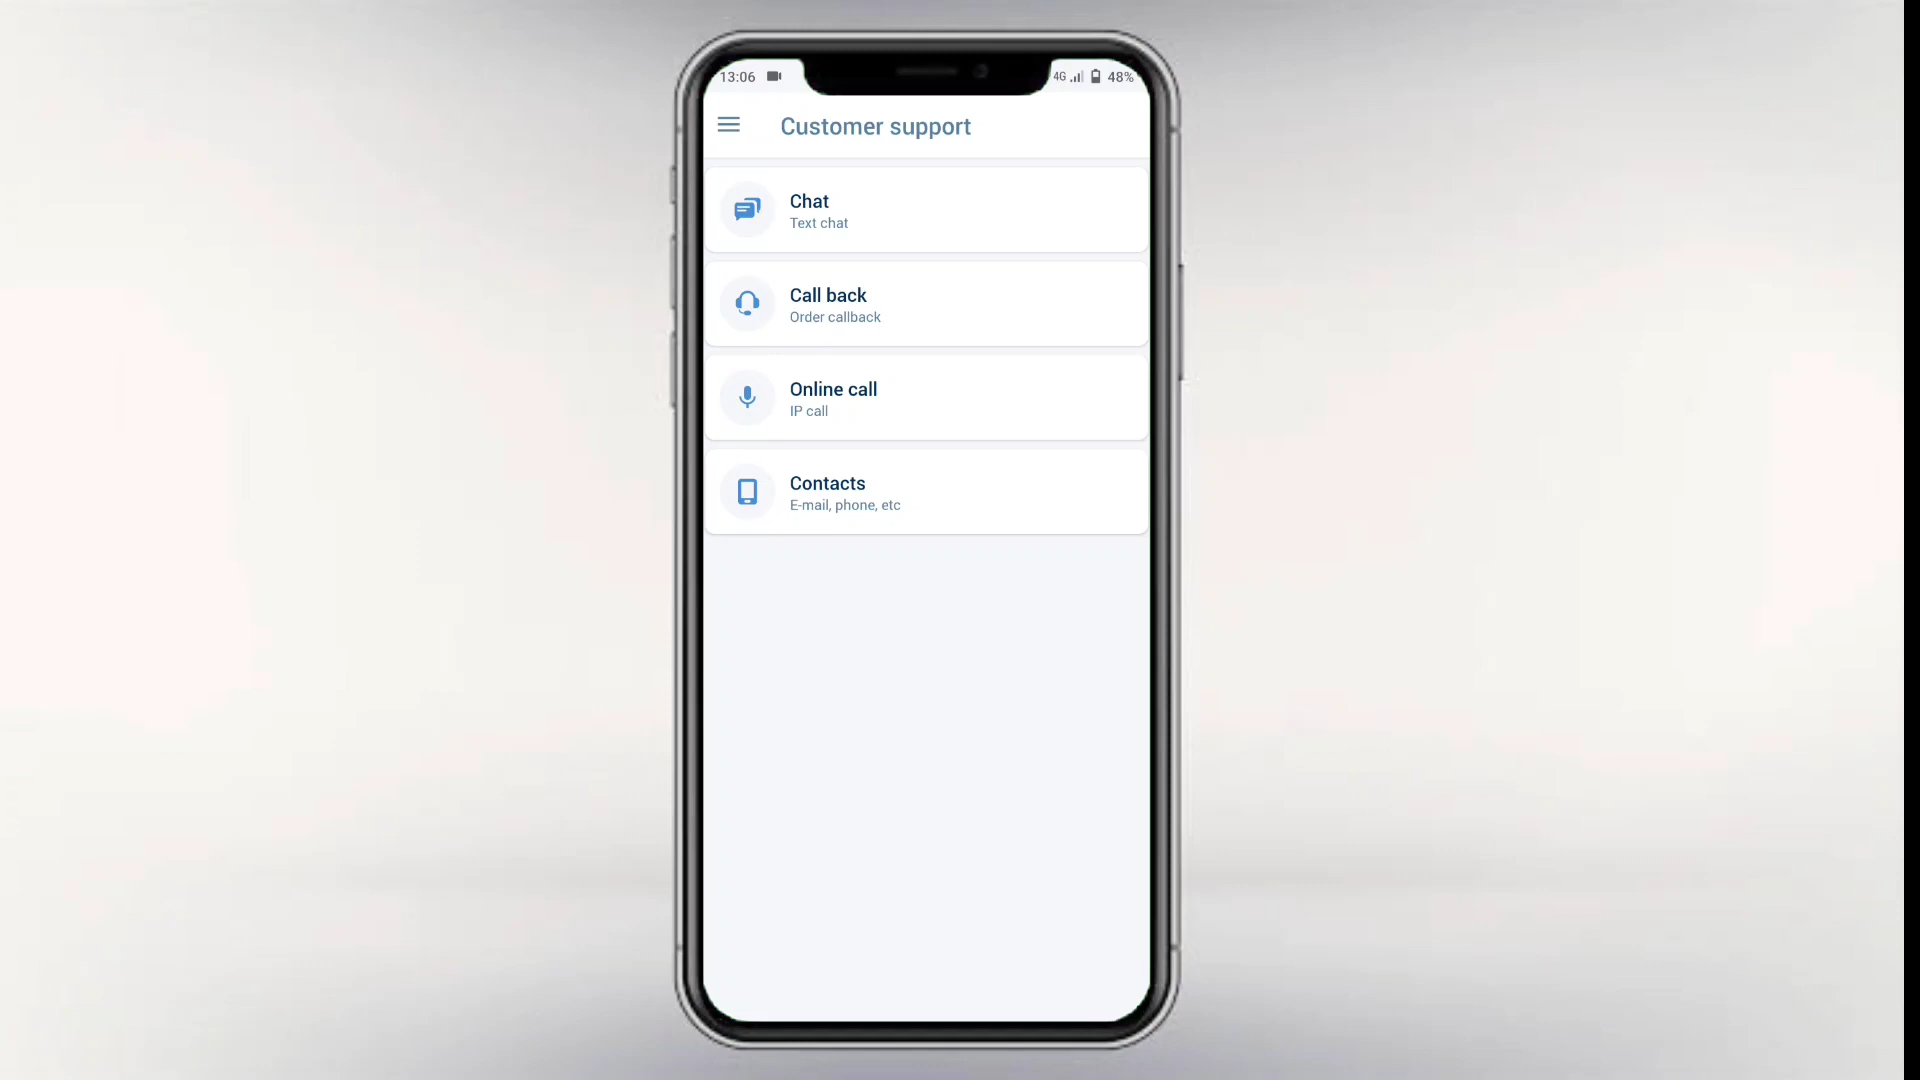 13:06 4G 48%
Customer support
Chat
Text chat
Call back
Order callback
Online call
IP call
Contacts
E-mail, phone, etc